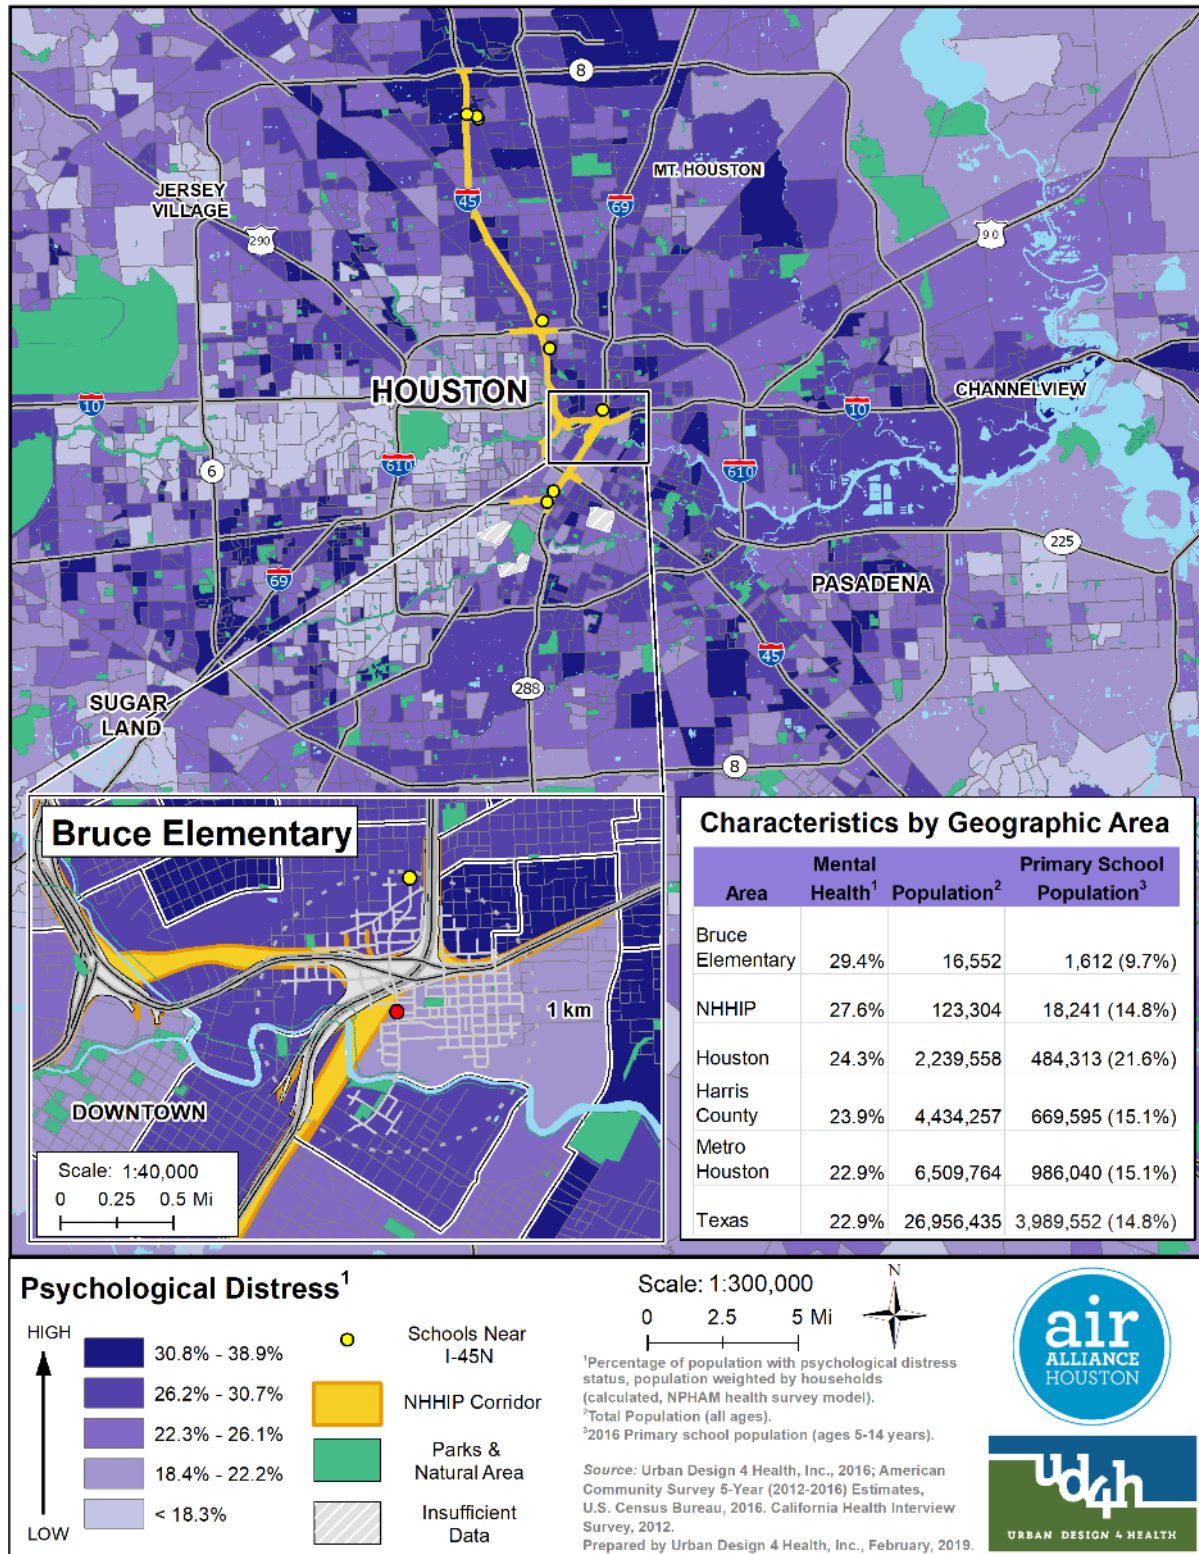 8
JERSEY
VILLAGE
MT. HOUSTON
45
69
290
90
HOUSTON
CHANNELVIEW
10
10
6
610
610
225
69
PASADENA
45
SUGAR
LAND
288
8
Bruce Elementary
1 km
DOWNTOWN
Scale: 1:40,000
0 0.25 0.5 Mi
Characteristics by Geographic Area
Area Mental Health1 Population2 Primary School Population3
Bruce Elementary 29.4% 16,552 1,612 (9.7%)
NHHIP 27.6% 123,304 18,241 (14.8%)
Houston 24.3% 2,239,558 484,313 (21.6%)
Harris County 23.9% 4,434,257 669,595 (15.1%)
Metro Houston 22.9% 6,509,764 986,040 (15.1%)
Texas 22.9% 26,956,435 3,989,552 (14.8%)
Psychological Distress1
HIGH
30.8% - 38.9%
26.2% - 30.7%
22.3% - 26.1%
18.4% - 22.2%
< 18.3%
LOW
Schools Near
I-45N
NHHIP Corridor
Parks &
Natural Area
Insufficient
Data
Scale: 1:300,000
0 2.5 5 Mi
N
1Percentage of population with psychological distress
status, population weighted by households
(calculated, NPHAM health survey model).
2Total Population (all ages).
32016 Primary school population (ages 5-14 years).
Source: Urban Design 4 Health, Inc., 2016; American
Community Survey 5-Year (2012-2016) Estimates,
U.S. Census Bureau, 2016. California Health Interview
Survey, 2012.
Prepared by Urban Design 4 Health, Inc., February, 2019.
air
ALLIANCE
HOUSTON
ud4h
URBAN DESIGN 4 HEALTH